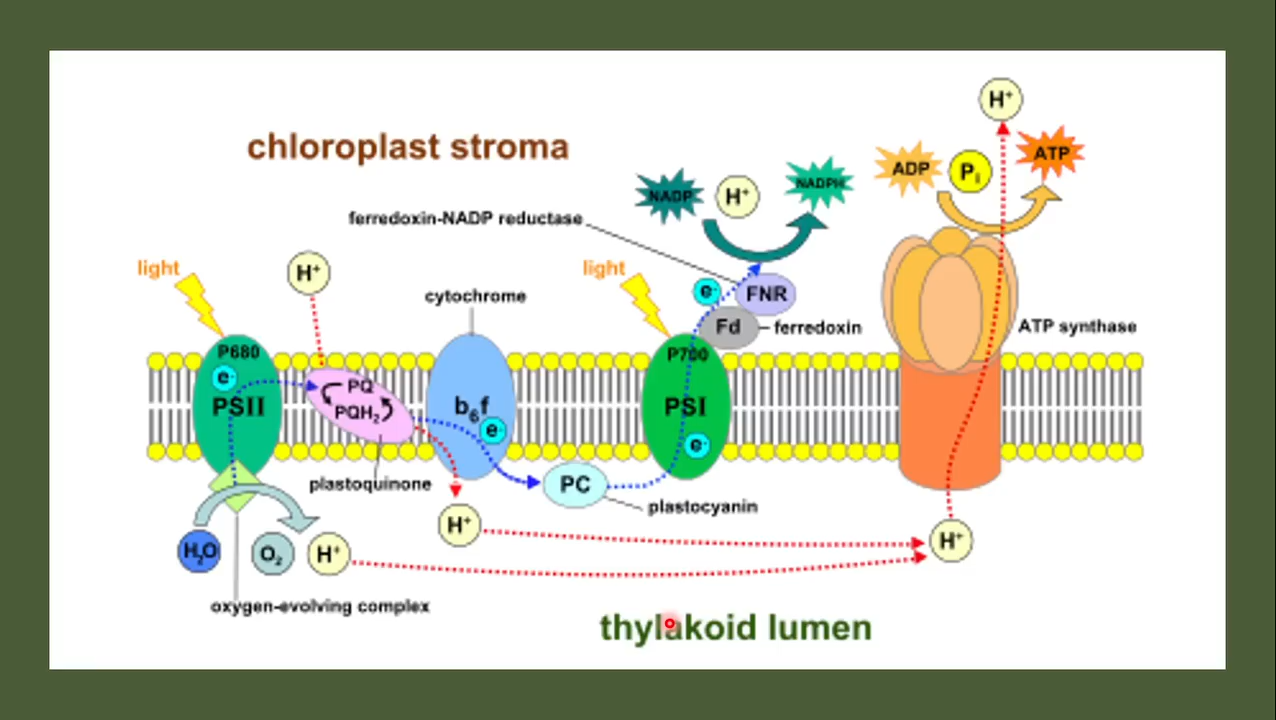 H⁺
chloroplast stroma
NADP
H⁺
NADPH
ADP
Pᵢ
ATP
ferredoxin-NADP reductase
light
H⁺
light
cytochrome
e⁻
FNR
Fd
ferredoxin
ATP synthase
P680
e⁻
PSII
PQ
PQH₂
b₆f
e⁻
P700
PSI
e⁻
plastoquinone
PC
plastocyanin
H₂O
O₂
H⁺
H⁺
H⁺
oxygen-evolving complex
thylakoid lumen